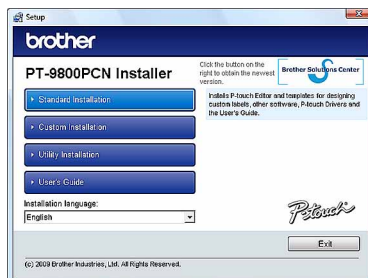 Setup
brother
PT-9800PCN Installer
Click the button on the
right to obtain the newest
version.
Brother Solutions Center
Standard Installation
Installs P-touch Editor and templates for designing
custom labels, other software, P-touch Drivers and
the User's Guide.
Custom Installation
Utility Installation
User's Guide
Installation language:
English
P-touch
Exit
(c) 2009 Brother Industries, Ltd. All Rights Reserved.